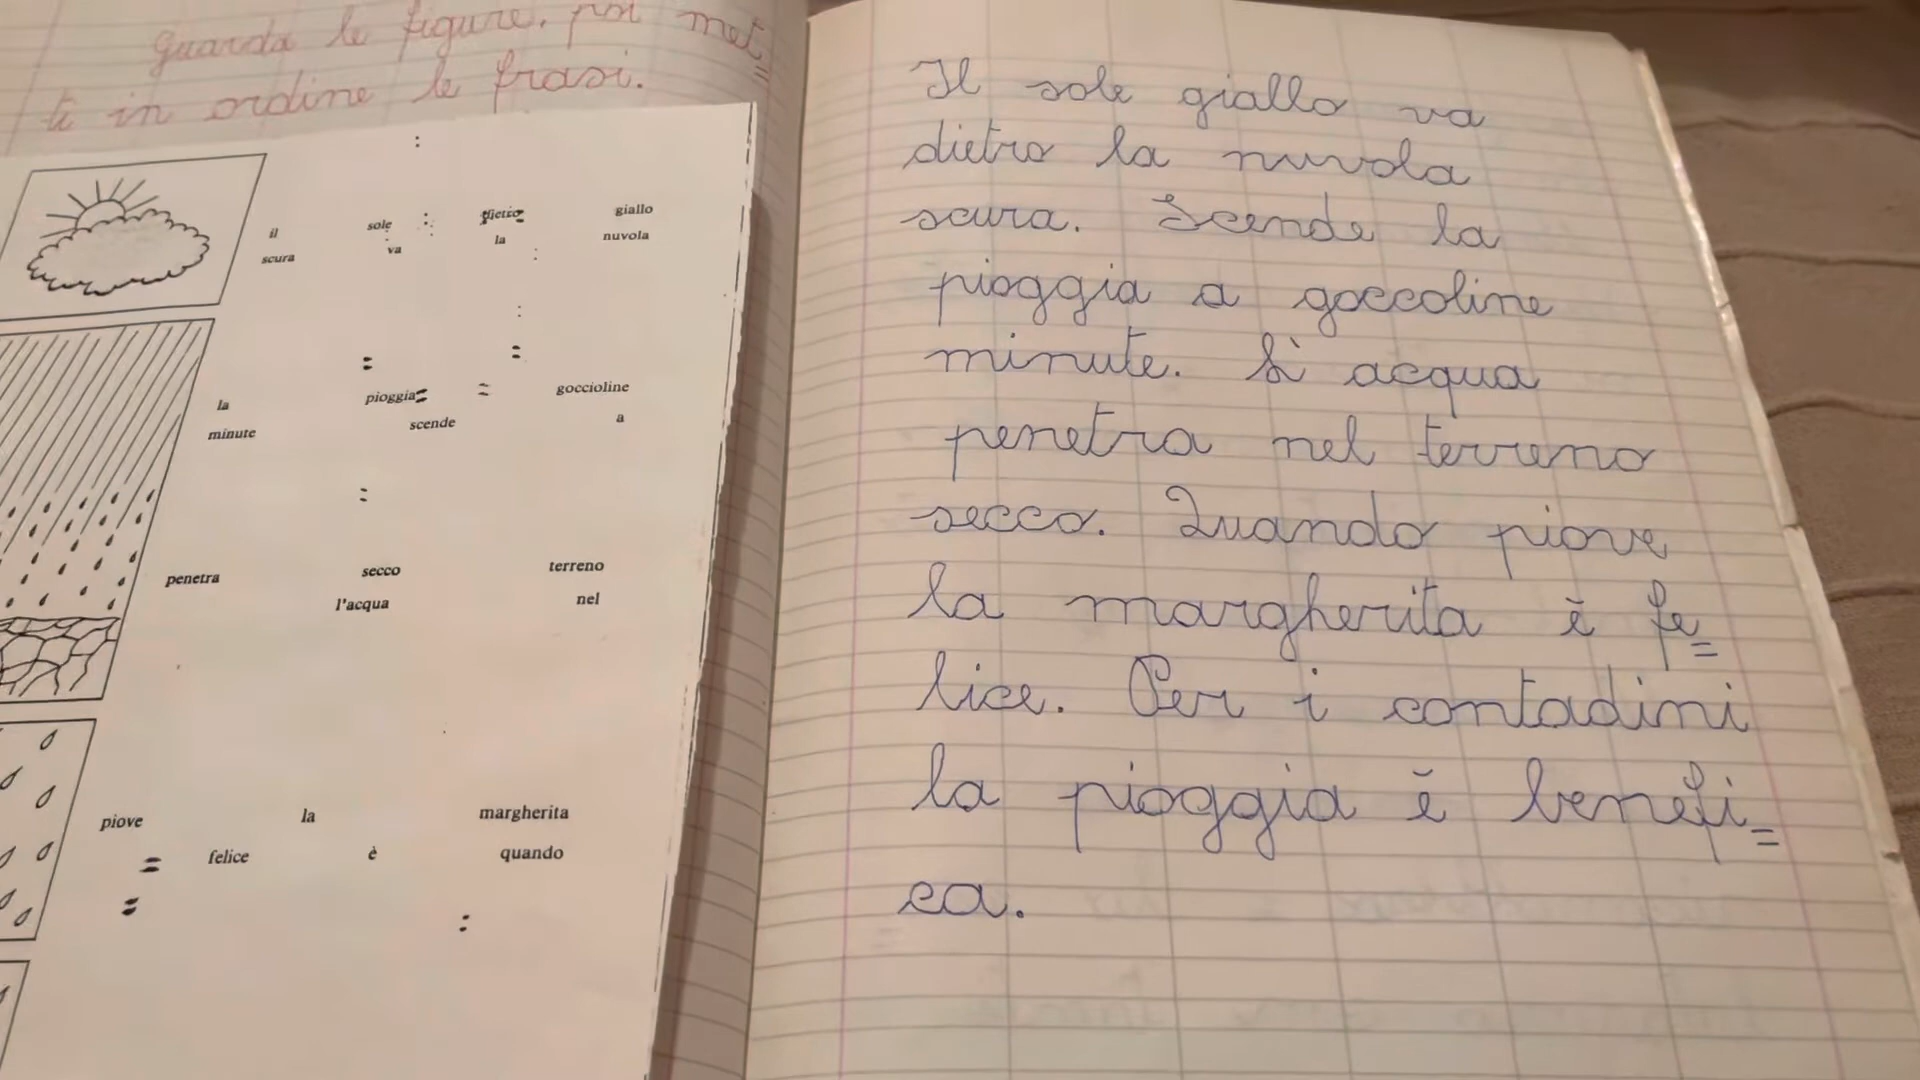 Guarda le figure, poi met=
ti in ordine le frasi.
il sole dietro giallo
scura va la nuvola
la pioggia goccioline
minute scende a
penetra secco terreno
l'acqua nel
piove la margherita
felice è quando
Il sole giallo va
dietro la nuvola
scura. Scende la
pioggia a goccoline
minute. Sì acqua
penetra nel terreno
secco. Quando piove
la margherita è fe=
lice. Per i contadini
la pioggia è benefi=
ca.